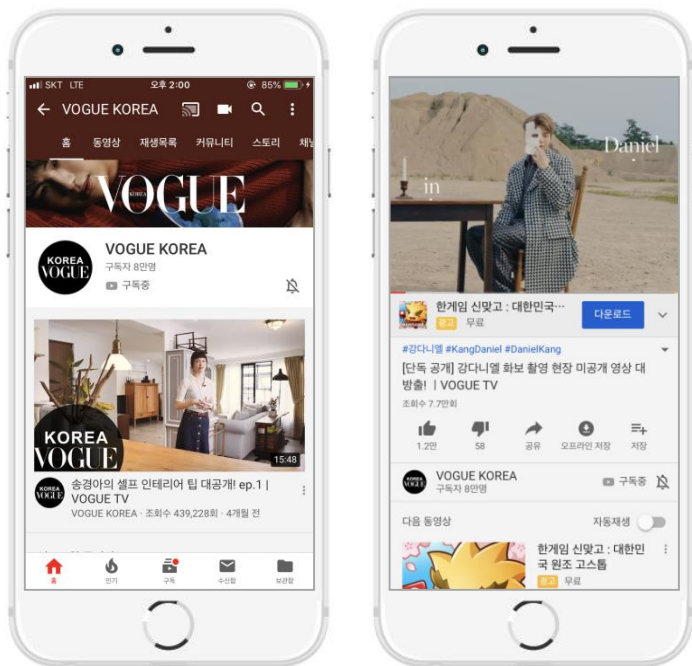 SKT LTE 오후 2:00 85%
VOGUE KOREA
홈 동영상 재생목록 커뮤니티 스토리 채널
VOGUE
KOREA
KOREA
VOGUE
VOGUE KOREA
구독자 8만명
구독중
KOREA
VOGUE
15:48
KOREA
VOGUE
송경아의 셀프 인테리어 팁 대공개! ep.1 |
VOGUE TV
VOGUE KOREA · 조회수 439,228회 · 4개월 전
홈 인기 구독 수신함 보관함
Daniel
in
한게임 신맞고 : 대한민국…
광고 무료
다운로드
#강다니엘 #KangDaniel #DanielKang
[단독 공개] 강다니엘 화보 촬영 현장 미공개 영상 대
방출! | VOGUE TV
조회수 7.7만회
1.2만 58 공유 오프라인 저장 저장
KOREA
VOGUE
VOGUE KOREA
구독자 8만명
구독중
다음 동영상 자동재생
한게임 신맞고 : 대한민
국 원조 고스톱
광고 무료